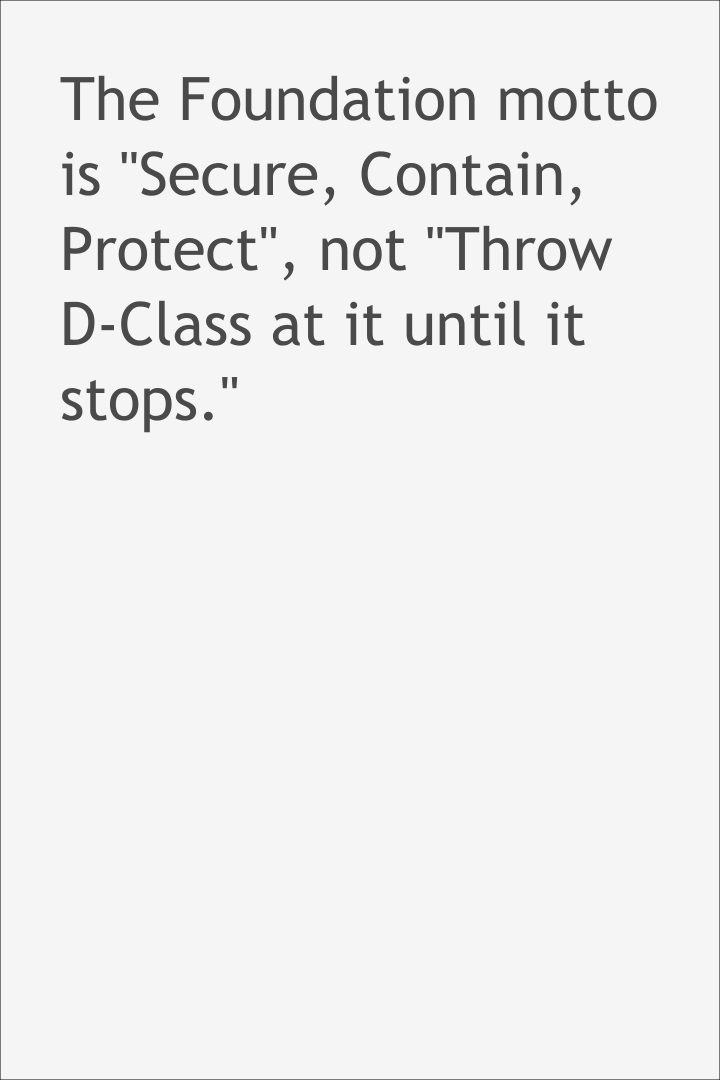 The Foundation motto
is "Secure, Contain,
Protect", not "Throw
D-Class at it until it
stops."